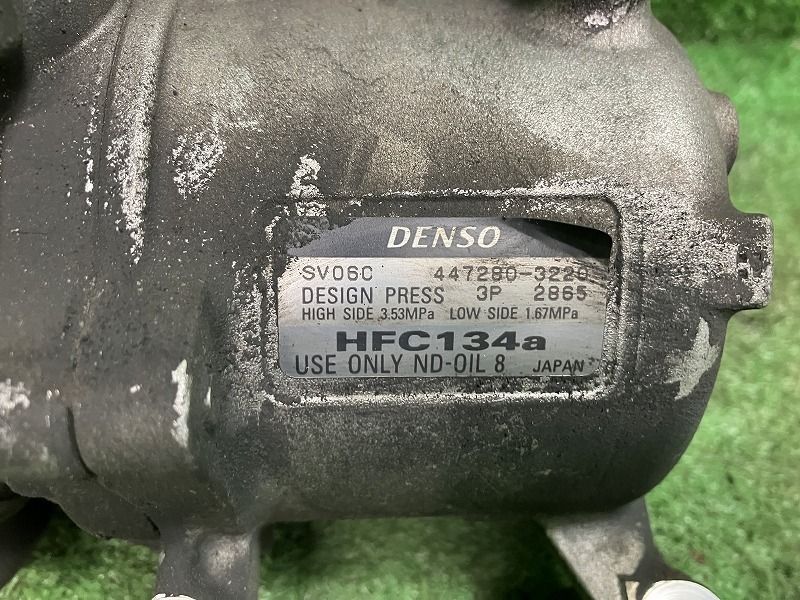 DENSO
SV06C 447280-3220
DESIGN PRESS 3P 2865
HIGH SIDE 3.53MPa LOW SIDE 1.67MPa
HFC134a
USE ONLY ND-OIL 8 JAPAN